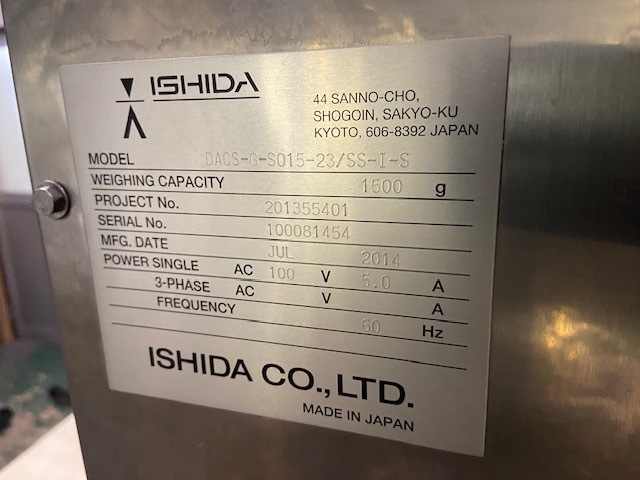 ISHIDA
44 SANNO-CHO,
SHOGOIN, SAKYO-KU
KYOTO, 606-8392 JAPAN
MODEL DACS-G-S015-23/SS-I-S
WEIGHING CAPACITY 1500 g
PROJECT No. 201355401
SERIAL No. 100081454
MFG. DATE JUL 2014
POWER SINGLE AC 100 V 5.0 A
3-PHASE AC V A
FREQUENCY 60 Hz
ISHIDA CO., LTD.
MADE IN JAPAN